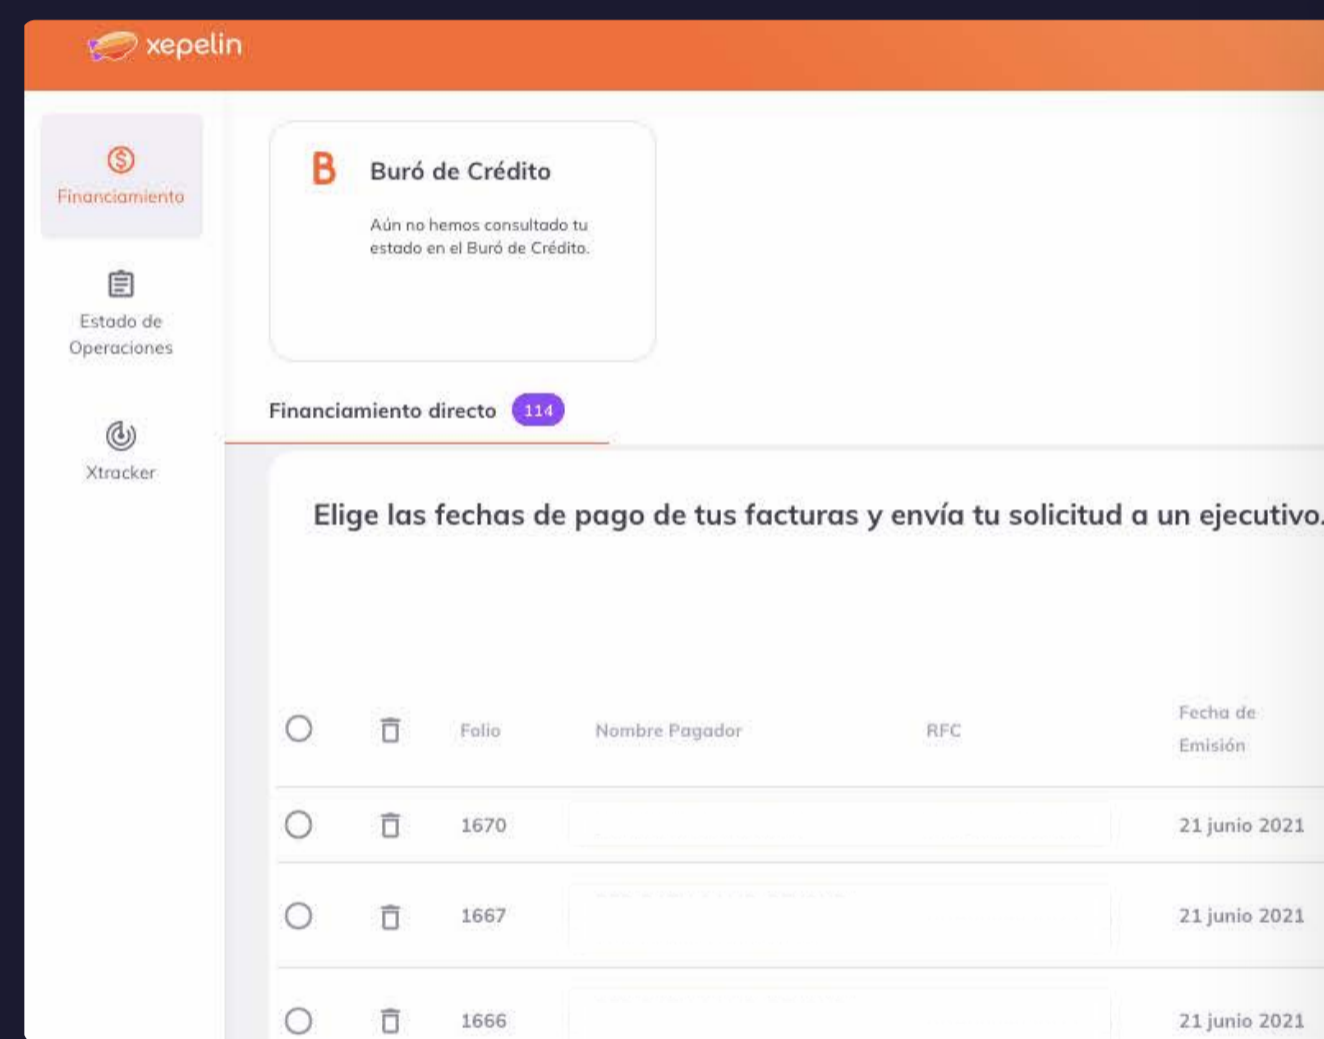 xepelin
Financiamiento
Estado de
Operaciones
Xtracker
B
Buró de Crédito
Aún no hemos consultado tu
estado en el Buró de Crédito.
Financiamiento directo 114
Elige las fechas de pago de tus facturas y envía tu solicitud a un ejecutivo.
Folio Nombre Pagador RFC Fecha de
Emisión
1670 21 junio 2021
1667 21 junio 2021
1666 21 junio 2021